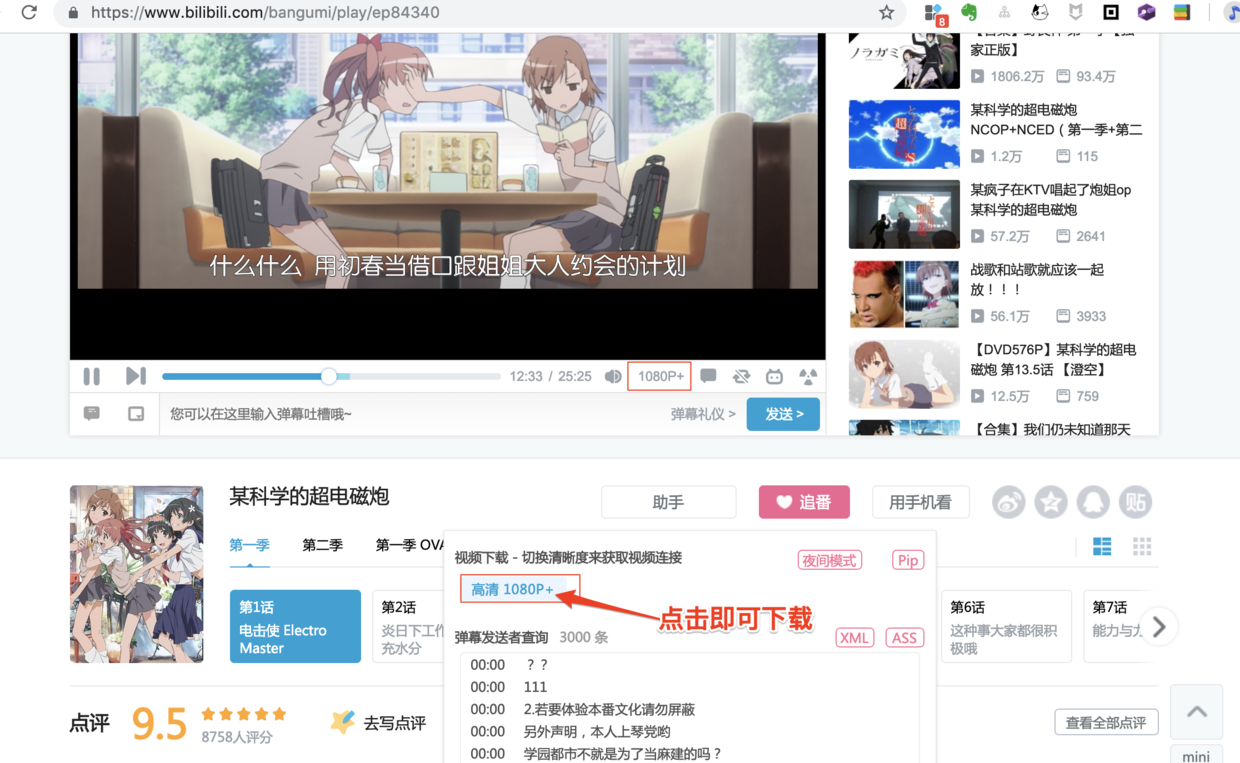 https://www.bilibili.com/bangumi/play/ep84340
8
ノラガミ
家正版】
1806.2万 93.4万
某科学的超电磁炮
NCOP+NCED（第一季+第二
1.2万 115
某疯子在KTV唱起了炮姐op
某科学的超电磁炮
57.2万 2641
战歌和站歌就应该一起
放！！！
56.1万 3933
【DVD576P】某科学的超电
磁炮 第13.5话 【澄空】
12.5万 759
【合集】我们仍未知道那天
什么什么 用初春当借口跟姐姐大人约会的计划
12:33 / 25:25 1080P+
您可以在这里输入弹幕吐槽哦~ 弹幕礼仪 > 发送 >
某科学的超电磁炮
助手 追番 用手机看 贴
第一季 第二季 第一季 OVA
视频下载 - 切换清晰度来获取视频连接 夜间模式 Pip
高清 1080P+
点击即可下载
第1话
电击使 Electro
Master
第2话
炎日下工作
充水分
第6话
这种事大家都很积
极哦
第7话
能力与
弹幕发送者查询 3000 条 XML ASS
00:00 ？？
00:00 111
00:00 2.若要体验本番文化请勿屏蔽
00:00 另外声明，本人上琴党哟
00:00 学园都市不就是为了当麻建的吗？
点评 9.5 8758人评分 去写点评 查看全部点评
mini